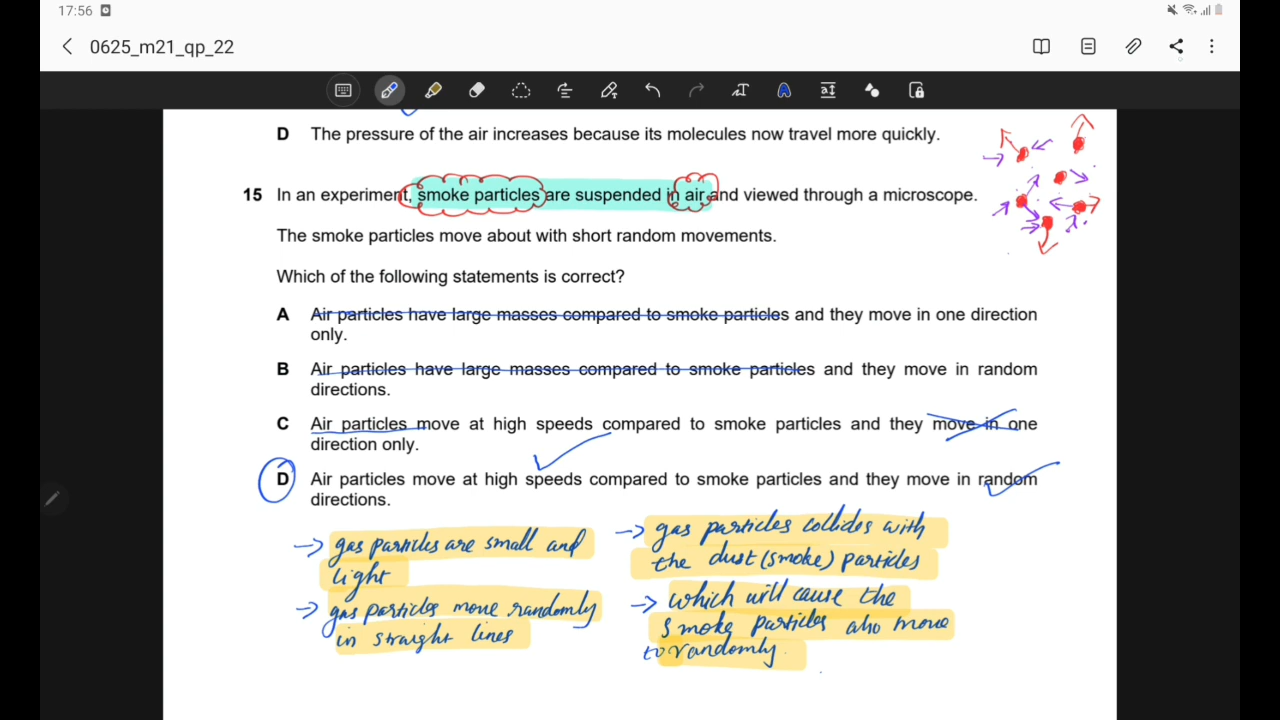 17:56
0625_m21_qp_22
D The pressure of the air increases because its molecules now travel more quickly.
15 In an experiment, smoke particles are suspended in air and viewed through a microscope.
The smoke particles move about with short random movements.
Which of the following statements is correct?
A Air particles have large masses compared to smoke particles and they move in one direction
only.
B Air particles have large masses compared to smoke particles and they move in random
directions.
C Air particles move at high speeds compared to smoke particles and they move in one
direction only.
D Air particles move at high speeds compared to smoke particles and they move in random
directions.
→ gas particles are small and
light
→ gas particles move randomly
in straight lines
→ gas particles collides with
the dust (smoke) particles
→ which will cause the
smoke particles also move
to randomly